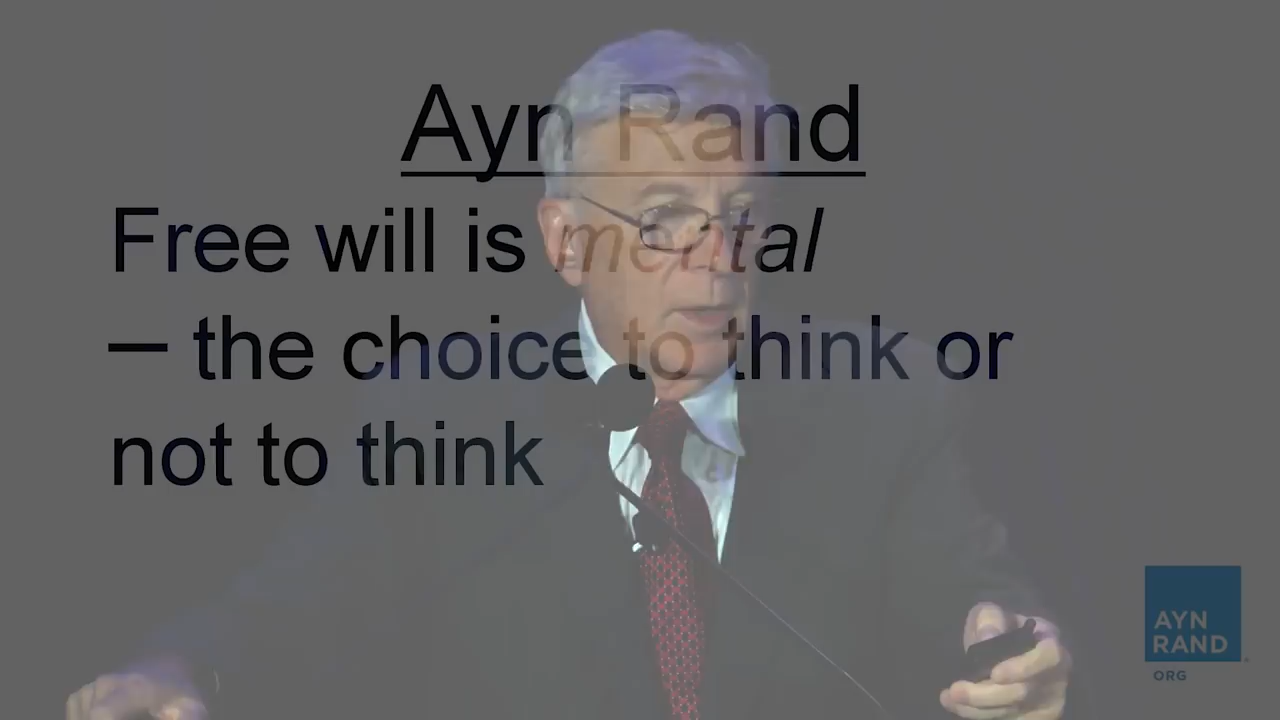 Ayn Rand
Free will is mental
– the choice to think or
not to think
AYN
RAND
ORG